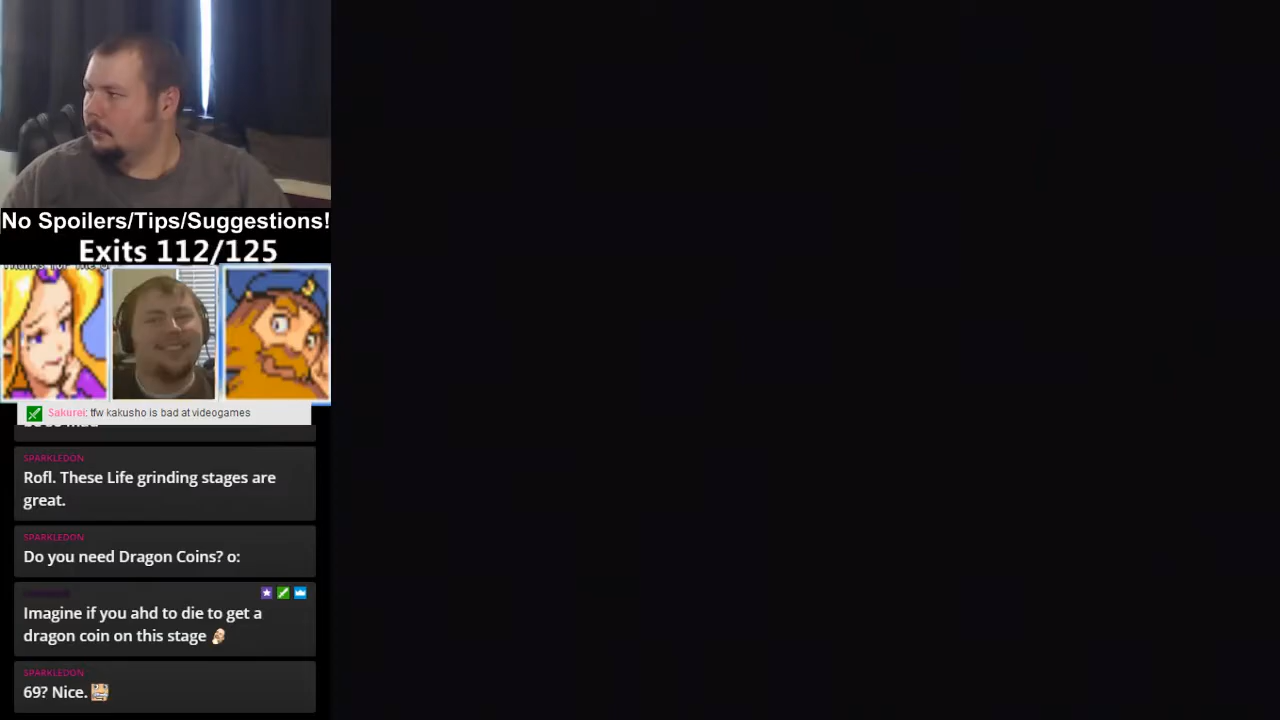 No Spoilers/Tips/Suggestions!
Exits 112/125
Sakurei: tfw kakusho is bad at videogames
SPARKLEDON
Rofl. These Life grinding stages are
great.
SPARKLEDON
Do you need Dragon Coins? o:
Imagine if you ahd to die to get a
dragon coin on this stage
SPARKLEDON
69? Nice.